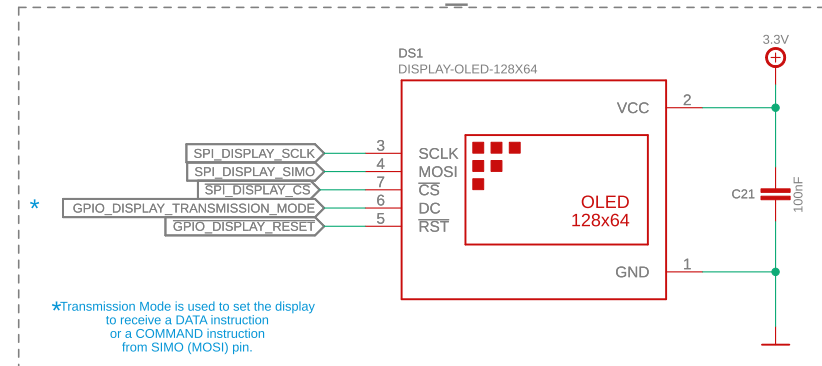 3.3V
DS1
DISPLAY-OLED-128X64
VCC 2
SPI_DISPLAY_SCLK 3 SCLK
SPI_DISPLAY_SIMO 4 MOSI
SPI_DISPLAY_CS 7 CS
* GPIO_DISPLAY_TRANSMISSION_MODE 6 DC
GPIO_DISPLAY_RESET 5 RST
OLED
128x64
C21 100nF
GND 1
*Transmission Mode is used to set the display
to receive a DATA instruction
or a COMMAND instruction
from SIMO (MOSI) pin.